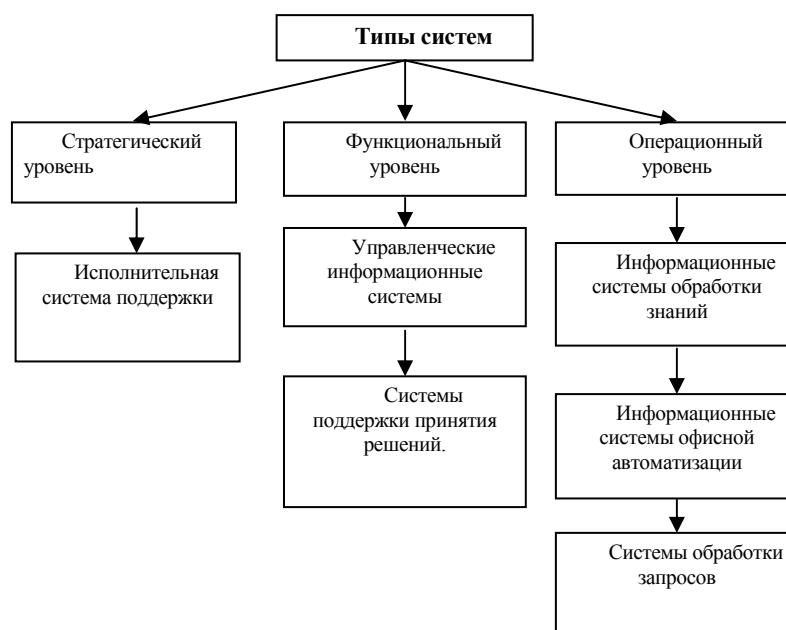 Типы систем
Стратегический
уровень
Функциональный
уровень
Операционный
уровень
Исполнительная
система поддержки
Управленческие
информационные
системы
Информационные
системы обработки
знаний
Системы
поддержки принятия
решений.
Информационные
системы офисной
автоматизации
Системы обработки
запросов